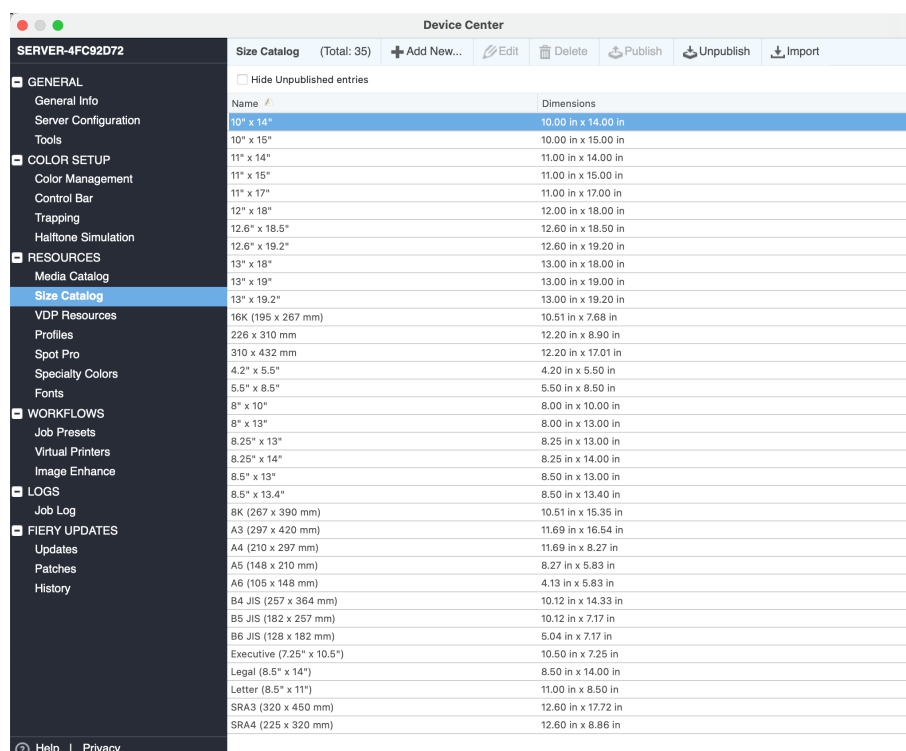 Device Center
SERVER-4FC92D72
Size Catalog (Total: 35) Add New... Edit Delete Publish Unpublish Import
GENERAL
General Info
Server Configuration
Tools
COLOR SETUP
Color Management
Control Bar
Trapping
Halftone Simulation
RESOURCES
Media Catalog
Size Catalog
VDP Resources
Profiles
Spot Pro
Specialty Colors
Fonts
WORKFLOWS
Job Presets
Virtual Printers
Image Enhance
LOGS
Job Log
FIERY UPDATES
Updates
Patches
History
Help | Privacy
Hide Unpublished entries
Name Dimensions
10" x 14" 10.00 in x 14.00 in
10" x 15" 10.00 in x 15.00 in
11" x 14" 11.00 in x 14.00 in
11" x 15" 11.00 in x 15.00 in
11" x 17" 11.00 in x 17.00 in
12" x 18" 12.00 in x 18.00 in
12.6" x 18.5" 12.60 in x 18.50 in
12.6" x 19.2" 12.60 in x 19.20 in
13" x 18" 13.00 in x 18.00 in
13" x 19" 13.00 in x 19.00 in
13" x 19.2" 13.00 in x 19.20 in
16K (195 x 267 mm) 10.51 in x 7.68 in
226 x 310 mm 12.20 in x 8.90 in
310 x 432 mm 12.20 in x 17.01 in
4.2" x 5.5" 4.20 in x 5.50 in
5.5" x 8.5" 5.50 in x 8.50 in
8" x 10" 8.00 in x 10.00 in
8" x 13" 8.00 in x 13.00 in
8.25" x 13" 8.25 in x 13.00 in
8.25" x 14" 8.25 in x 14.00 in
8.5" x 13" 8.50 in x 13.00 in
8.5" x 13.4" 8.50 in x 13.40 in
8K (267 x 390 mm) 10.51 in x 15.35 in
A3 (297 x 420 mm) 11.69 in x 16.54 in
A4 (210 x 297 mm) 11.69 in x 8.27 in
A5 (148 x 210 mm) 8.27 in x 5.83 in
A6 (105 x 148 mm) 4.13 in x 5.83 in
B4 JIS (257 x 364 mm) 10.12 in x 14.33 in
B5 JIS (182 x 257 mm) 10.12 in x 7.17 in
B6 JIS (128 x 182 mm) 5.04 in x 7.17 in
Executive (7.25" x 10.5") 10.50 in x 7.25 in
Legal (8.5" x 14") 8.50 in x 14.00 in
Letter (8.5" x 11") 11.00 in x 8.50 in
SRA3 (320 x 450 mm) 12.60 in x 17.72 in
SRA4 (225 x 320 mm) 12.60 in x 8.86 in